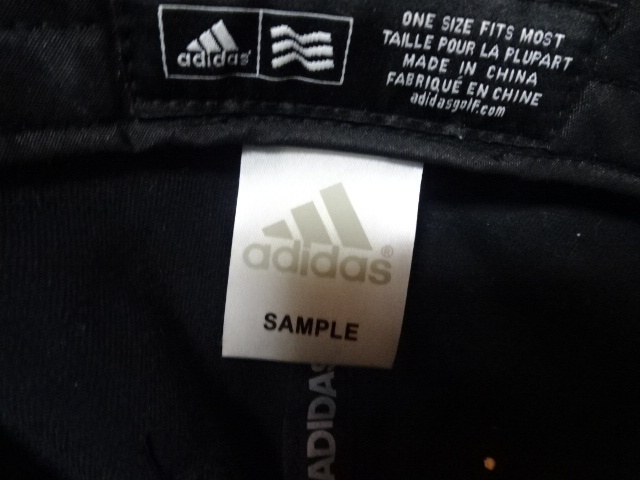 adidas
ONE SIZE FITS MOST
TAILLE POUR LA PLUPART
MADE IN CHINA
FABRIQUÉ EN CHINE
adidasgolf.com
adidas®
SAMPLE
ADIDAS